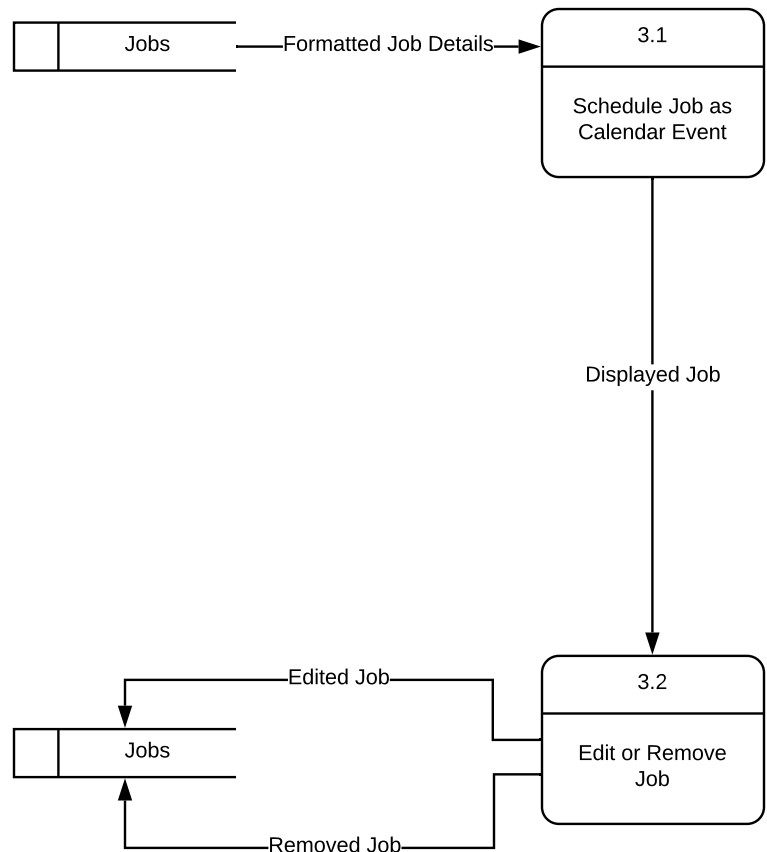 Jobs
Formatted Job Details
3.1
Schedule Job as
Calendar Event
Displayed Job
Edited Job
3.2
Jobs
Edit or Remove
Job
Removed Job